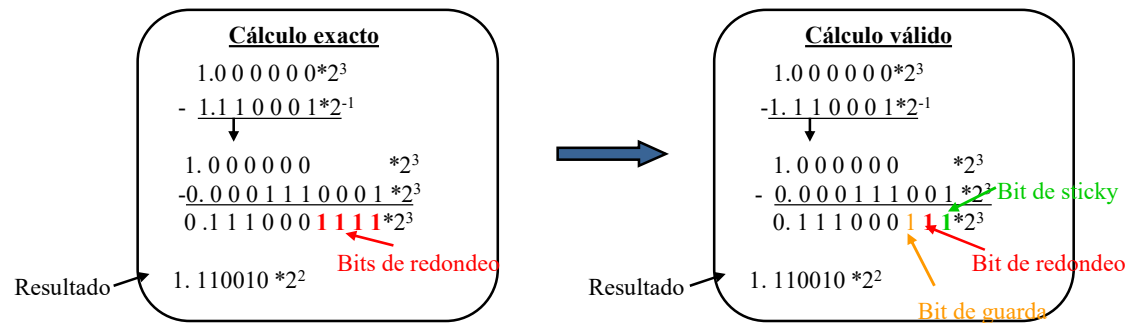 Cálculo exacto
1.0 0 0 0 0 0*2³
- 1.1 1 0 0 0 1*2⁻¹
1. 0 0 0 0 0 0 *2³
-0. 0 0 0 1 1 1 0 0 0 1 *2³
0 .1 1 1 0 0 0 1 1 1 1*2³
Bits de redondeo
Resultado
1. 110010 *2²
Cálculo válido
1.0 0 0 0 0 0*2³
-1. 1 1 0 0 0 1*2⁻¹
1. 0 0 0 0 0 0 *2³
- 0. 0 0 0 1 1 1 0 0 1 *2³
Bit de sticky
0. 1 1 1 0 0 0 1 1 1*2³
Bit de redondeo
Resultado
1. 110010 *2²
Bit de guarda